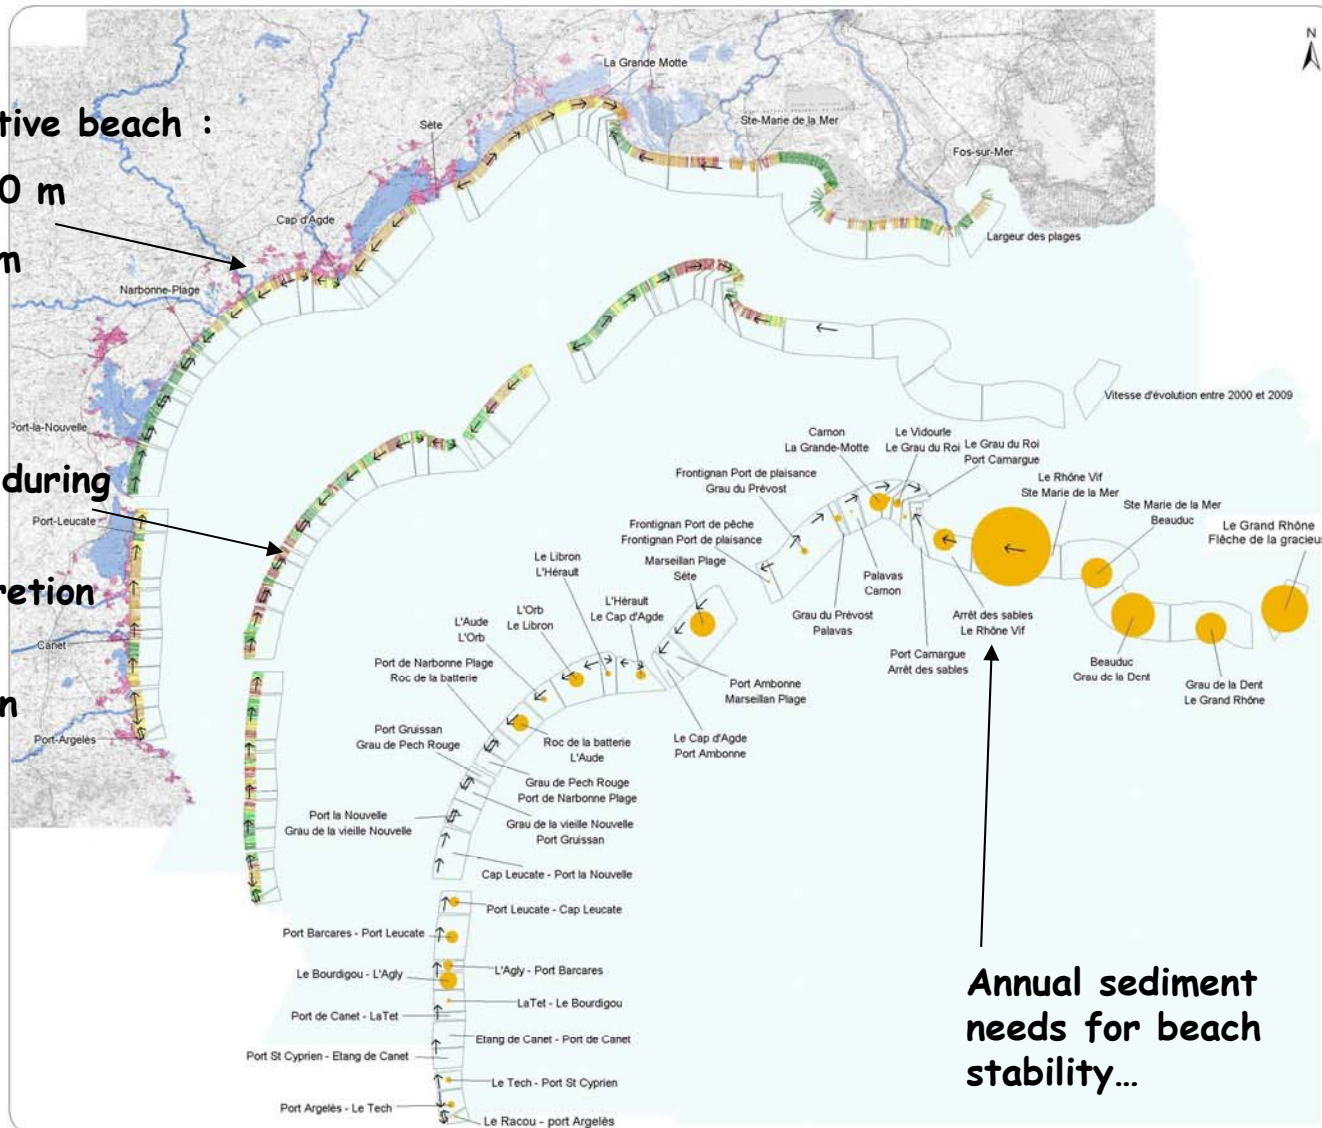 N
La Grande Motte
tive beach :
Sète
Ste-Marie de la Mer
Fos-sur-Mer
0 m
Cap d'Agde
Largeur des plages
m
Narbonne-Plage
Vitesse d'évolution entre 2000 et 2009
Port-la-Nouvelle
during
Port-Leucate
retion
Canet
n
Port-Argelès
Carnon
La Grande-Motte
Le Vidourle
Le Grau du Roi
Le Grau du Roi
Port Camargue
Frontignan Port de plaisance
Grau du Prévost
Le Rhône Vif
Ste Marie de la Mer
Ste Marie de la Mer
Beauduc
Le Grand Rhône
Flêche de la gracieus
Frontignan Port de pêche
Frontignan Port de plaisance
Marseillan Plage
Sète
Le Libron
L'Hérault
Palavas
Carnon
L'Hérault
Le Cap d'Agde
L'Orb
Le Libron
Grau du Prévost
Palavas
Arrêt des sables
Le Rhône Vif
L'Aude
L'Orb
Port Camargue
Arrêt des sables
Port de Narbonne Plage
Roc de la batterie
Beauduc
Grau de la Dent
Port Ambonne
Marseillan Plage
Grau de la Dent
Le Grand Rhône
Port Gruissan
Grau de Pech Rouge
Roc de la batterie
L'Aude
Le Cap d'Agde
Port Ambonne
Grau de Pech Rouge
Port de Narbonne Plage
Port la Nouvelle
Grau de la vieille Nouvelle
Grau de la vieille Nouvelle
Port Gruissan
Cap Leucate - Port la Nouvelle
Port Leucate - Cap Leucate
Port Barcares - Port Leucate
L'Agly - Port Barcares
Le Bourdigou - L'Agly
LaTet - Le Bourdigou
Port de Canet - LaTet
Etang de Canet - Port de Canet
Port St Cyprien - Etang de Canet
Le Tech - Port St Cyprien
Port Argelès - Le Tech
Le Racou - port Argelès
Annual sediment
needs for beach
stability...